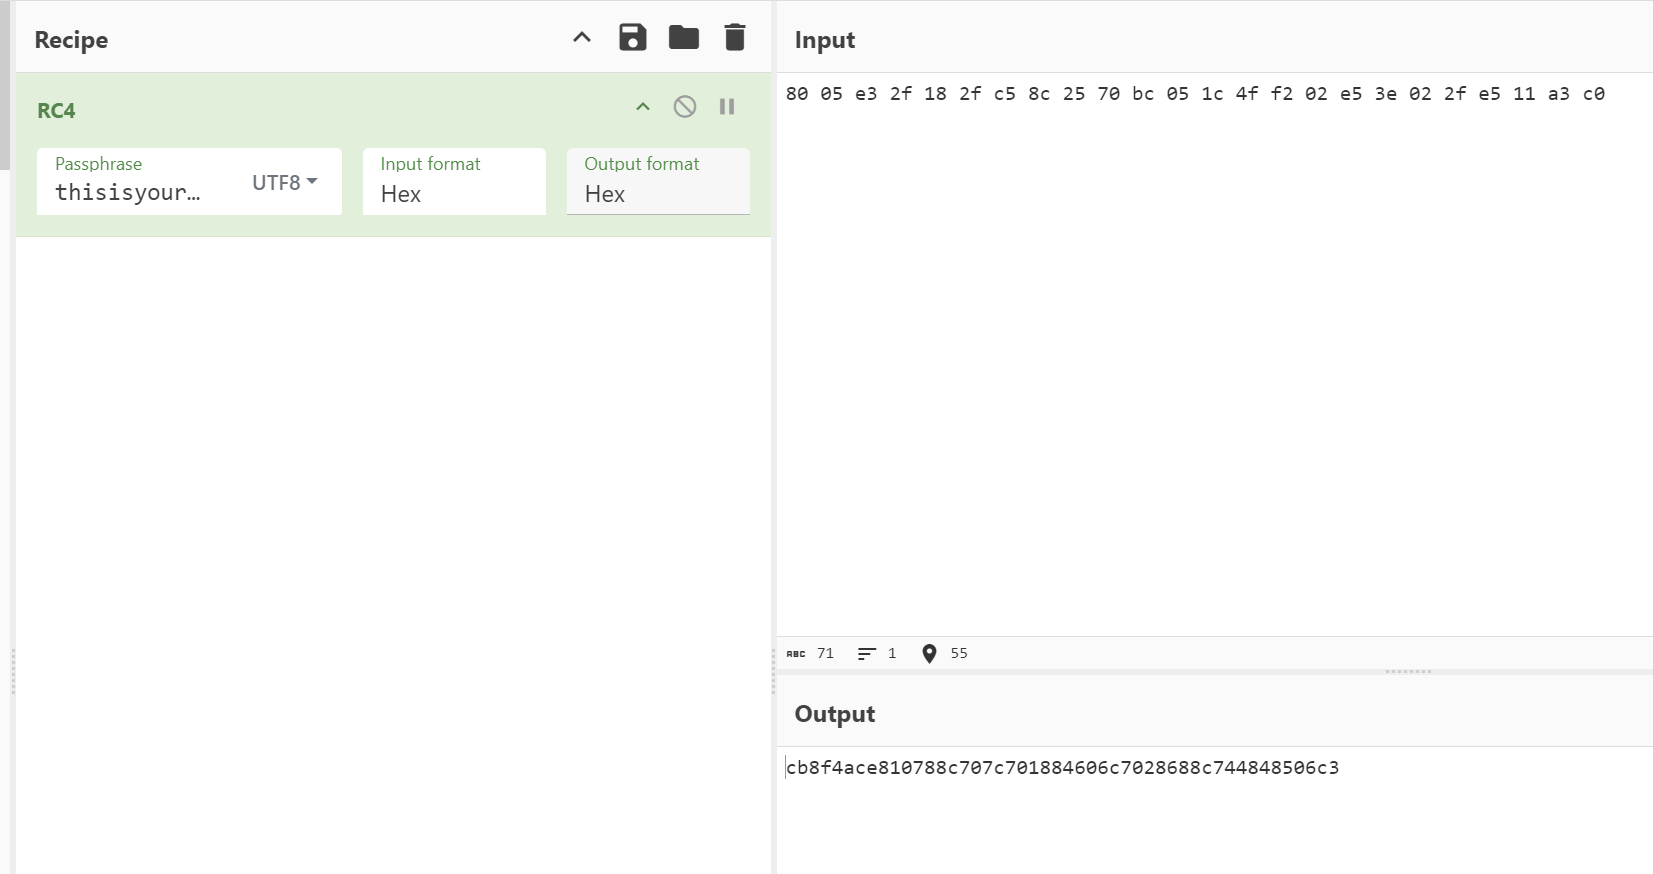 Recipe
RC4
Passphrase
thisisyour…
UTF8
Input format
Hex
Output format
Hex
Input
80 05 e3 2f 18 2f c5 8c 25 70 bc 05 1c 4f f2 02 e5 3e 02 2f e5 11 a3 c0
ABC 71 1 55
Output
cb8f4ace810788c707c701884606c7028688c744848506c3